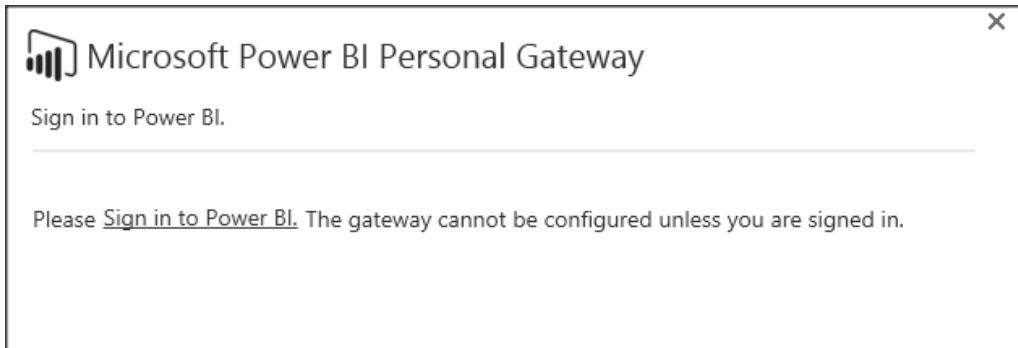 Microsoft Power BI Personal Gateway
Sign in to Power BI.
Please Sign in to Power BI. The gateway cannot be configured unless you are signed in.